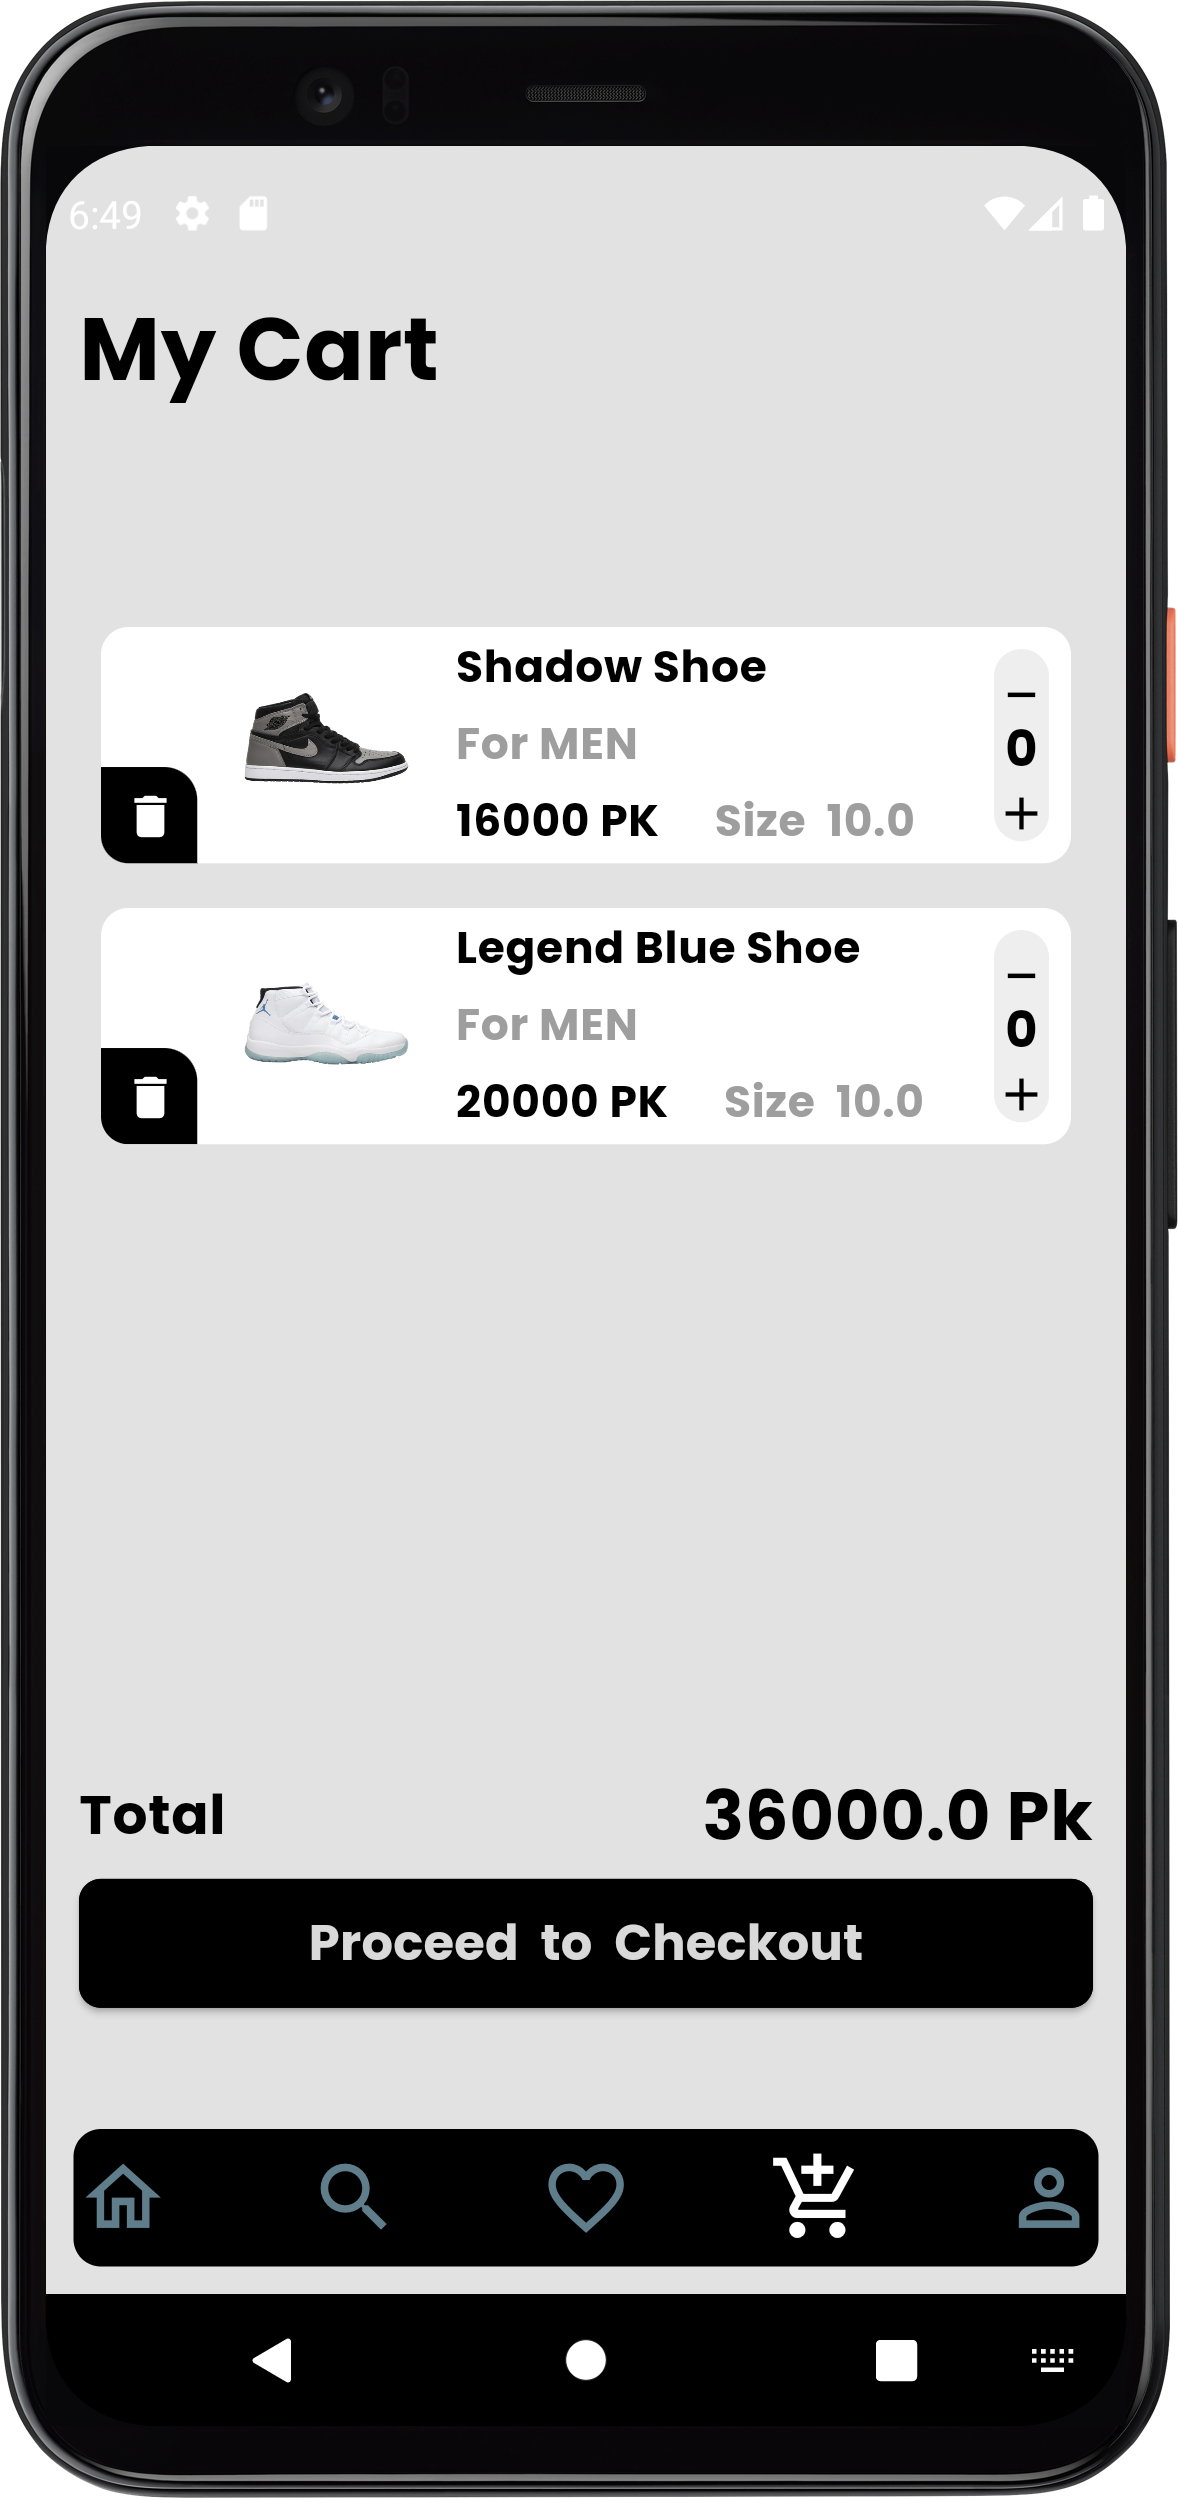 6:49
My Cart
Shadow Shoe
For MEN
16000 PK Size 10.0
0
Legend Blue Shoe
For MEN
20000 PK Size 10.0
0
Total 36000.0 Pk
Proceed to Checkout